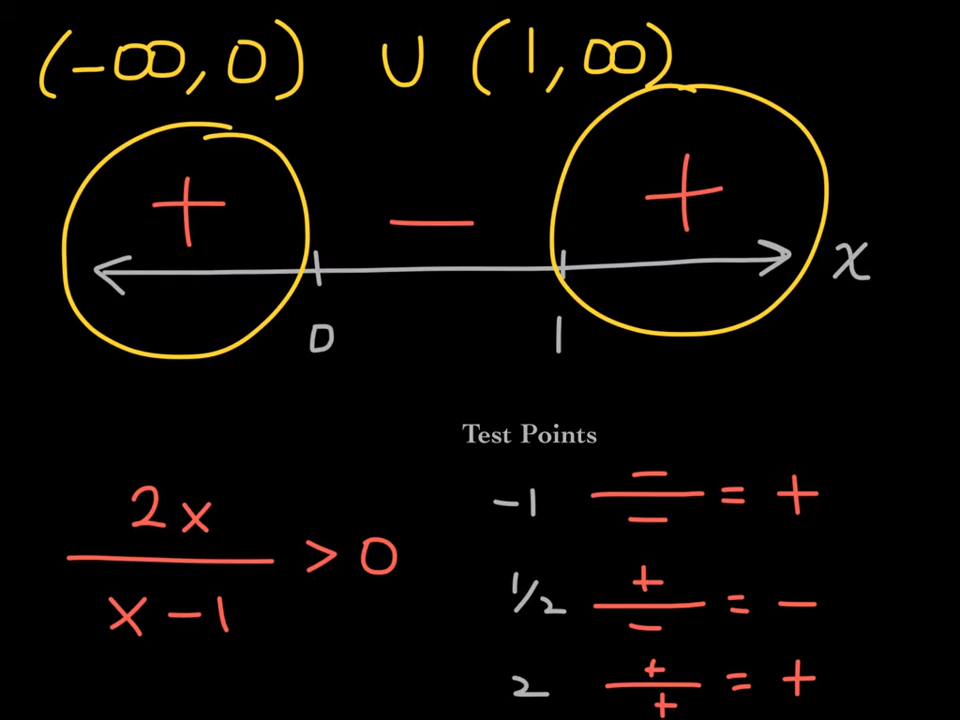 (-∞, 0) ∪ (1, ∞)
+ − +
x
0 1
Test Points
-1 −/− = +
2x/(x-1) > 0
1/2 +/− = −
2 +/+ = +